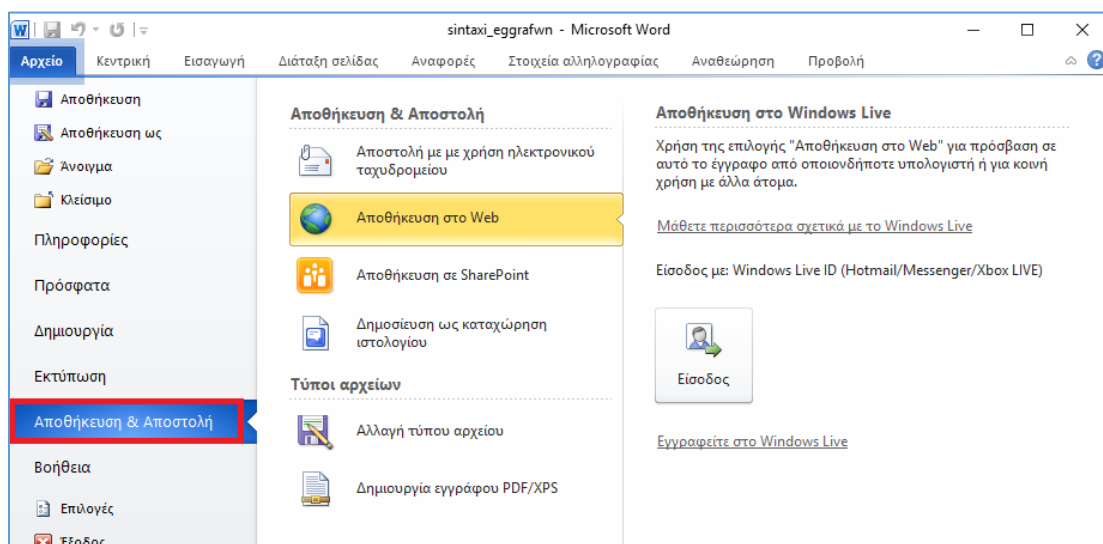 sintaxi_eggrafwn - Microsoft Word
Αρχείο Κεντρική Εισαγωγή Διάταξη σελίδας Αναφορές Στοιχεία αλληλογραφίας Αναθεώρηση Προβολή
Αποθήκευση
Αποθήκευση ως
Άνοιγμα
Κλείσιμο
Πληροφορίες
Πρόσφατα
Δημιουργία
Εκτύπωση
Αποθήκευση & Αποστολή
Βοήθεια
Επιλογές
Έξοδος
Αποθήκευση & Αποστολή
Αποστολή με με χρήση ηλεκτρονικού
ταχυδρομείου
Αποθήκευση στο Web
Αποθήκευση σε SharePoint
Δημοσίευση ως καταχώρηση
ιστολογίου
Τύποι αρχείων
Αλλαγή τύπου αρχείου
Δημιουργία εγγράφου PDF/XPS
Αποθήκευση στο Windows Live
Χρήση της επιλογής "Αποθήκευση στο Web" για πρόσβαση σε
αυτό το έγγραφο από οποιονδήποτε υπολογιστή ή για κοινή
χρήση με άλλα άτομα.
Μάθετε περισσότερα σχετικά με το Windows Live
Είσοδος με: Windows Live ID (Hotmail/Messenger/Xbox LIVE)
Είσοδος
Εγγραφείτε στο Windows Live